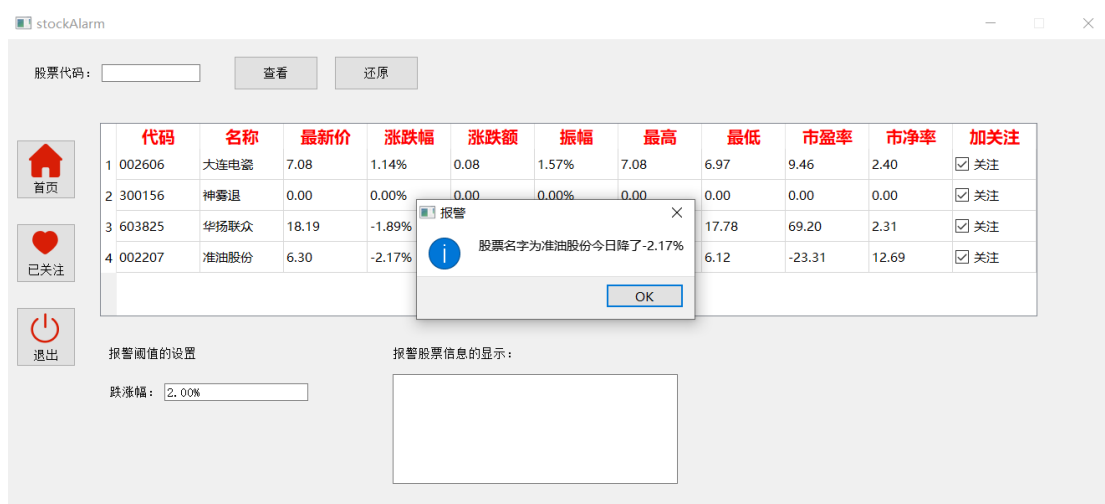 stockAlarm
股票代码：
查看
还原
代码 名称 最新价 涨跌幅 涨跌额 振幅 最高 最低 市盈率 市净率 加关注
1 002606 大连电瓷 7.08 1.14% 0.08 1.57% 7.08 6.97 9.46 2.40 关注
2 300156 神雾退 0.00 0.00% 0.00 0.00% 0.00 0.00 0.00 0.00 关注
3 603825 华扬联众 18.19 -1.89% 17.78 69.20 2.31 关注
4 002207 准油股份 6.30 -2.17% 6.12 -23.31 12.69 关注
首页
已关注
退出
报警
股票名字为准油股份今日降了-2.17%
OK
报警阈值的设置
报警股票信息的显示：
跌涨幅： 2.00%